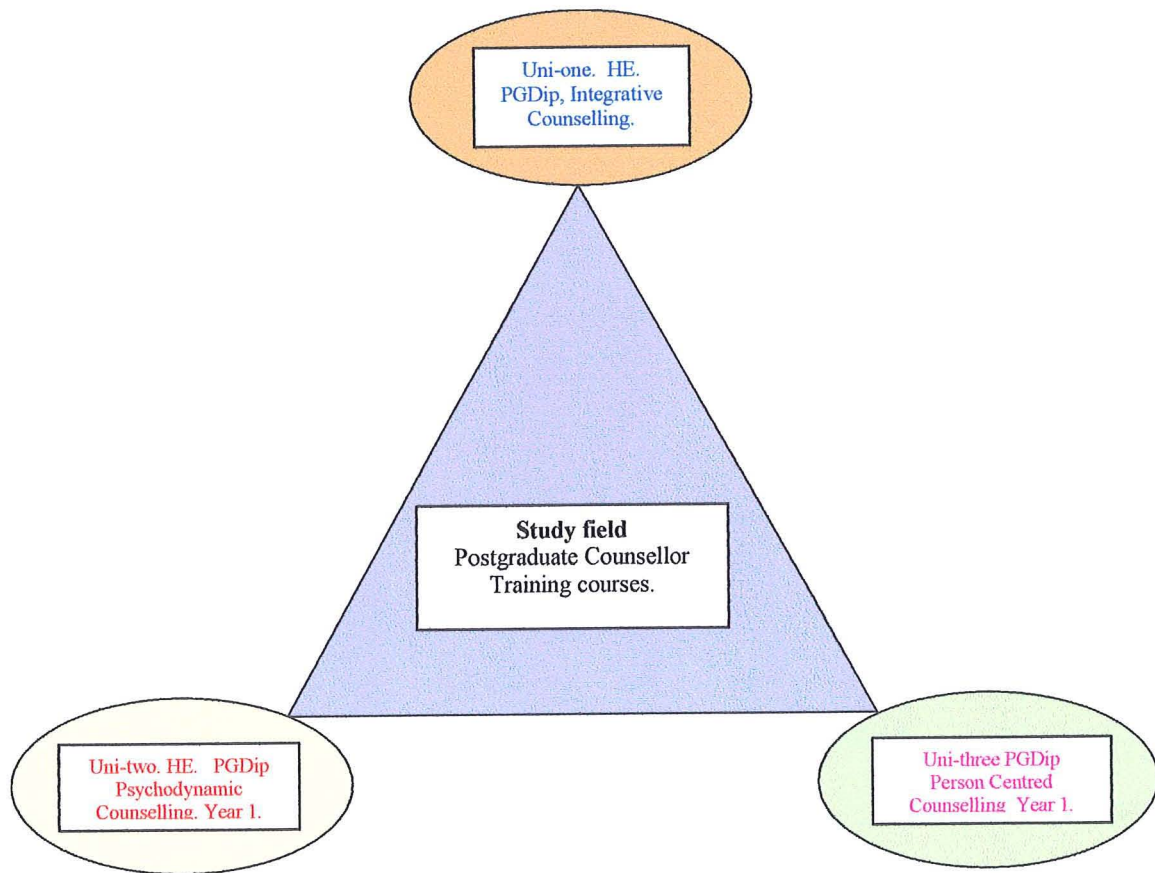 Uni-one. HE.
PGDip, Integrative
Counselling.
Study field
Postgraduate Counsellor
Training courses.
Uni-two. HE. PGDip
Psychodynamic
Counselling. Year 1.
Uni-three PGDip
Person Centred
Counselling Year 1.